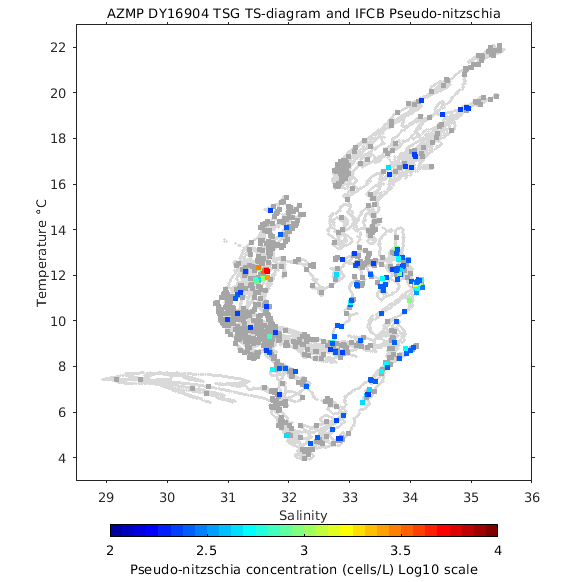 AZMP DY16904 TSG TS-diagram and IFCB Pseudo-nitzschia
22
20
18
16
14
12
10
8
6
4
Temperature °C
29 30 31 32 33 34 35 36
Salinity
2 2.5 3 3.5 4
Pseudo-nitzschia concentration (cells/L) Log10 scale